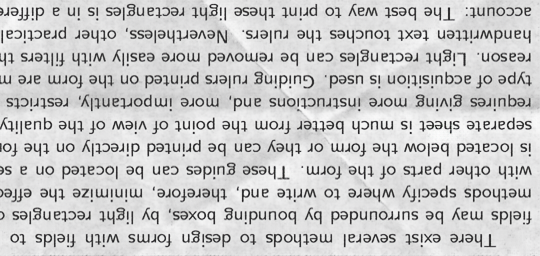 There exist several methods to design forms with fields to
fields may be surrounded by bounding boxes, by light rectangles o
methods specify where to write and, therefore, minimize the effe
with other parts of the form. These guides can be located on a se
is located below the form or they can be printed directly on the fo
separate sheet is much better from the point of view of the quality
requires giving more instructions and, more importantly, restricts
type of acquisition is used. Guiding rulers printed on the form are m
reason. Light rectangles can be removed more easily with filters th
handwritten text touches the rulers. Nevertheless, other practical
account: The best way to print these light rectangles is in a differe